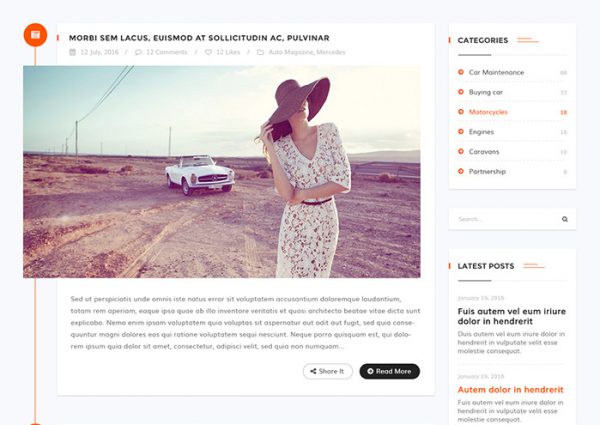 MORBI SEM LACUS, EUISMOD AT SOLLICITUDIN AC, PULVINAR
12 July, 2016 / 12 Comments / 12 Likes / Auto Magazine, Mercedes
Sed ut perspiciatis unde omnis iste natus error sit voluptatem accusantium doloremque laudantium,
totam rem aperiam, eaque ipsa quae ab illo inventore veritatis et quasi architecto beatae vitae dicta sunt
explicabo. Nemo enim ipsam voluptatem quia voluptas sit aspernatur aut odit aut fugit, sed quia conse-
quuntur magni dolores eos qui ratione voluptatem sequi nesciunt. Neque porro quisquam est, qui dolo-
rem ipsum quia dolor sit amet, consectetur, adipisci velit, sed quia non numquam...
Share It
Read More
CATEGORIES
Car Maintenance
Buying car
Motorcycles 18
Engines
Caravans
Partnership
Search...
LATEST POSTS
January 19, 2016
Fuis autem vel eum iriure
dolor in hendrerit
Duis autem vel eum iriure dolor in
hendrerit in vulputate velit esse
molestie consequat.
January 19, 2016
Autem dolor in hendrerit
Fuis autem vel eum iriure dolor in
hendrerit in vulputate velit esse
molestie consequat.